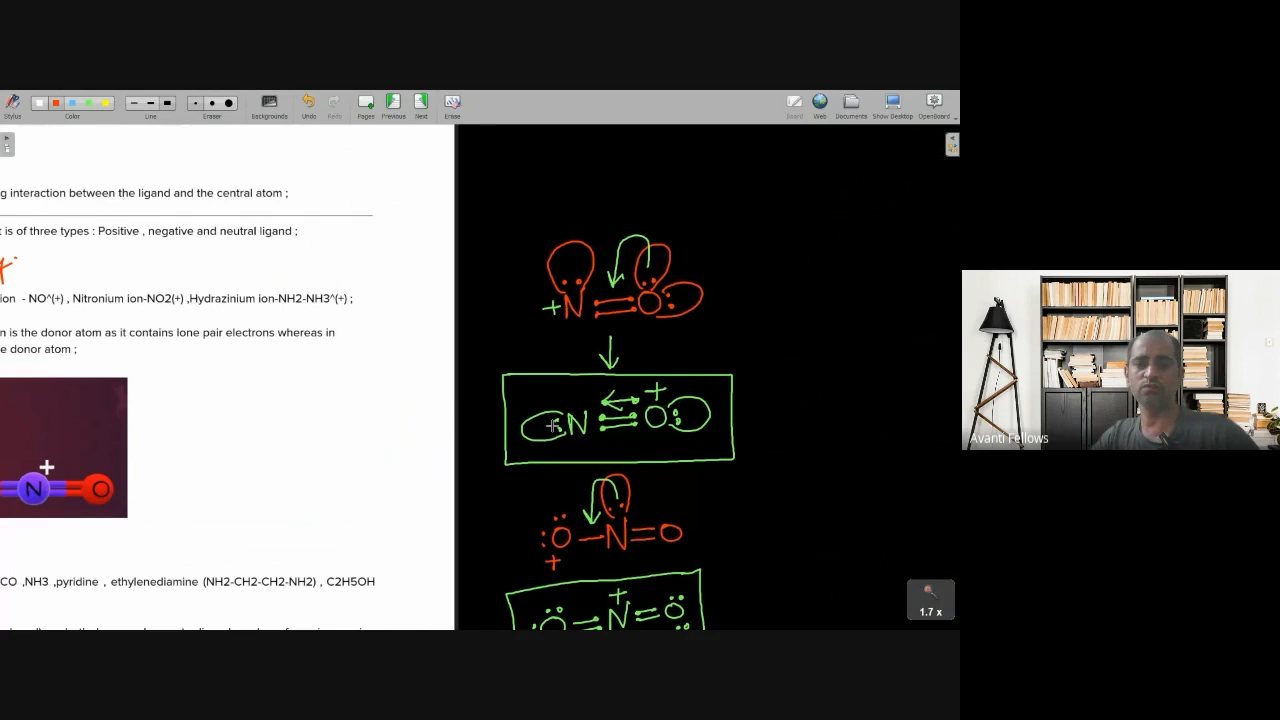 Stylus Color Line Eraser Backgrounds Undo Redo Pages Previous Next Erase Board Web Documents Show Desktop OpenBoard
g interaction between the ligand and the central atom ;
t is of three types : Positive , negative and neutral ligand ;
ion - NO^(+) , Nitronium ion-NO2(+) ,Hydrazinium ion-NH2-NH3^(+) ;
n is the donor atom as it contains lone pair electrons whereas in
e donor atom ;
+
N O
CO ,NH3 ,pyridine , ethylenediamine (NH2-CH2-CH2-NH2) , C2H5OH
+N=O:
+
:N≡O:
:O-N=O
+
+
:O=N=O
1.7 x
Avanti Fellows